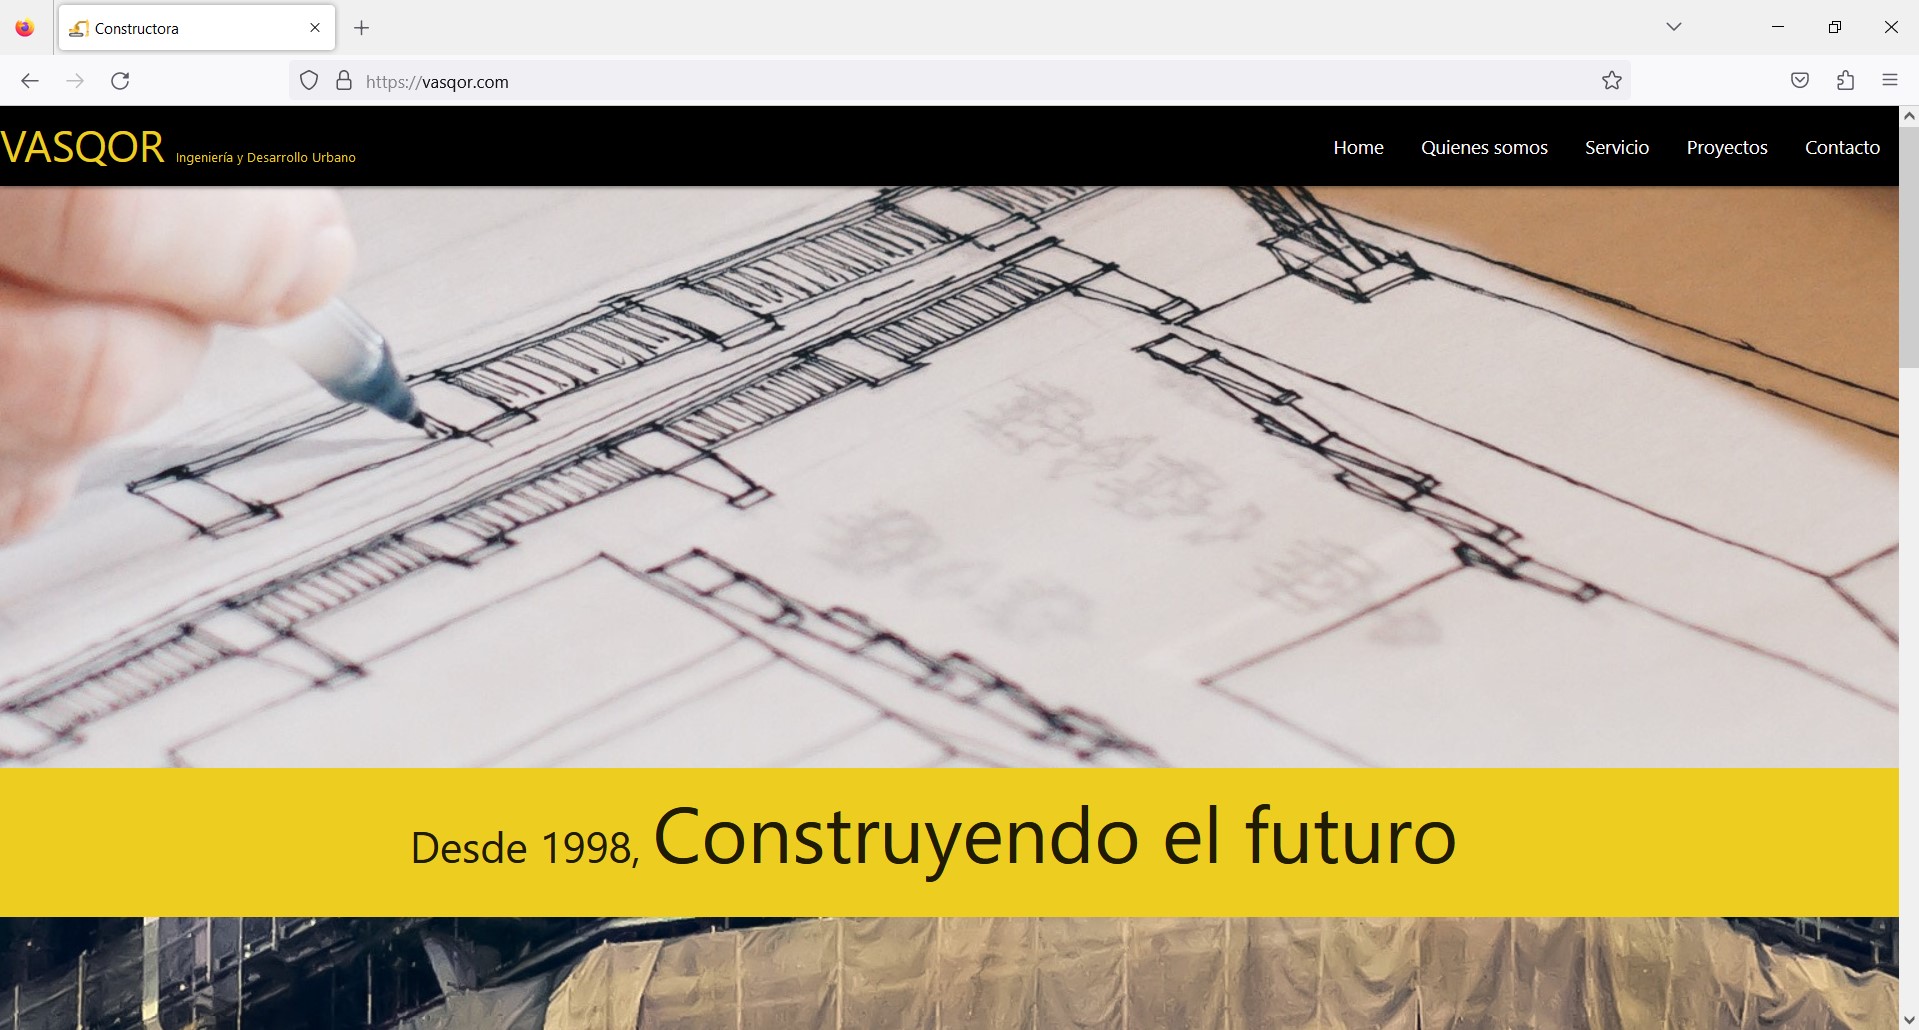 Constructora
https://vasqor.com
VASQOR Ingeniería y Desarrollo Urbano
Home Quienes somos Servicio Proyectos Contacto
Desde 1998, Construyendo el futuro